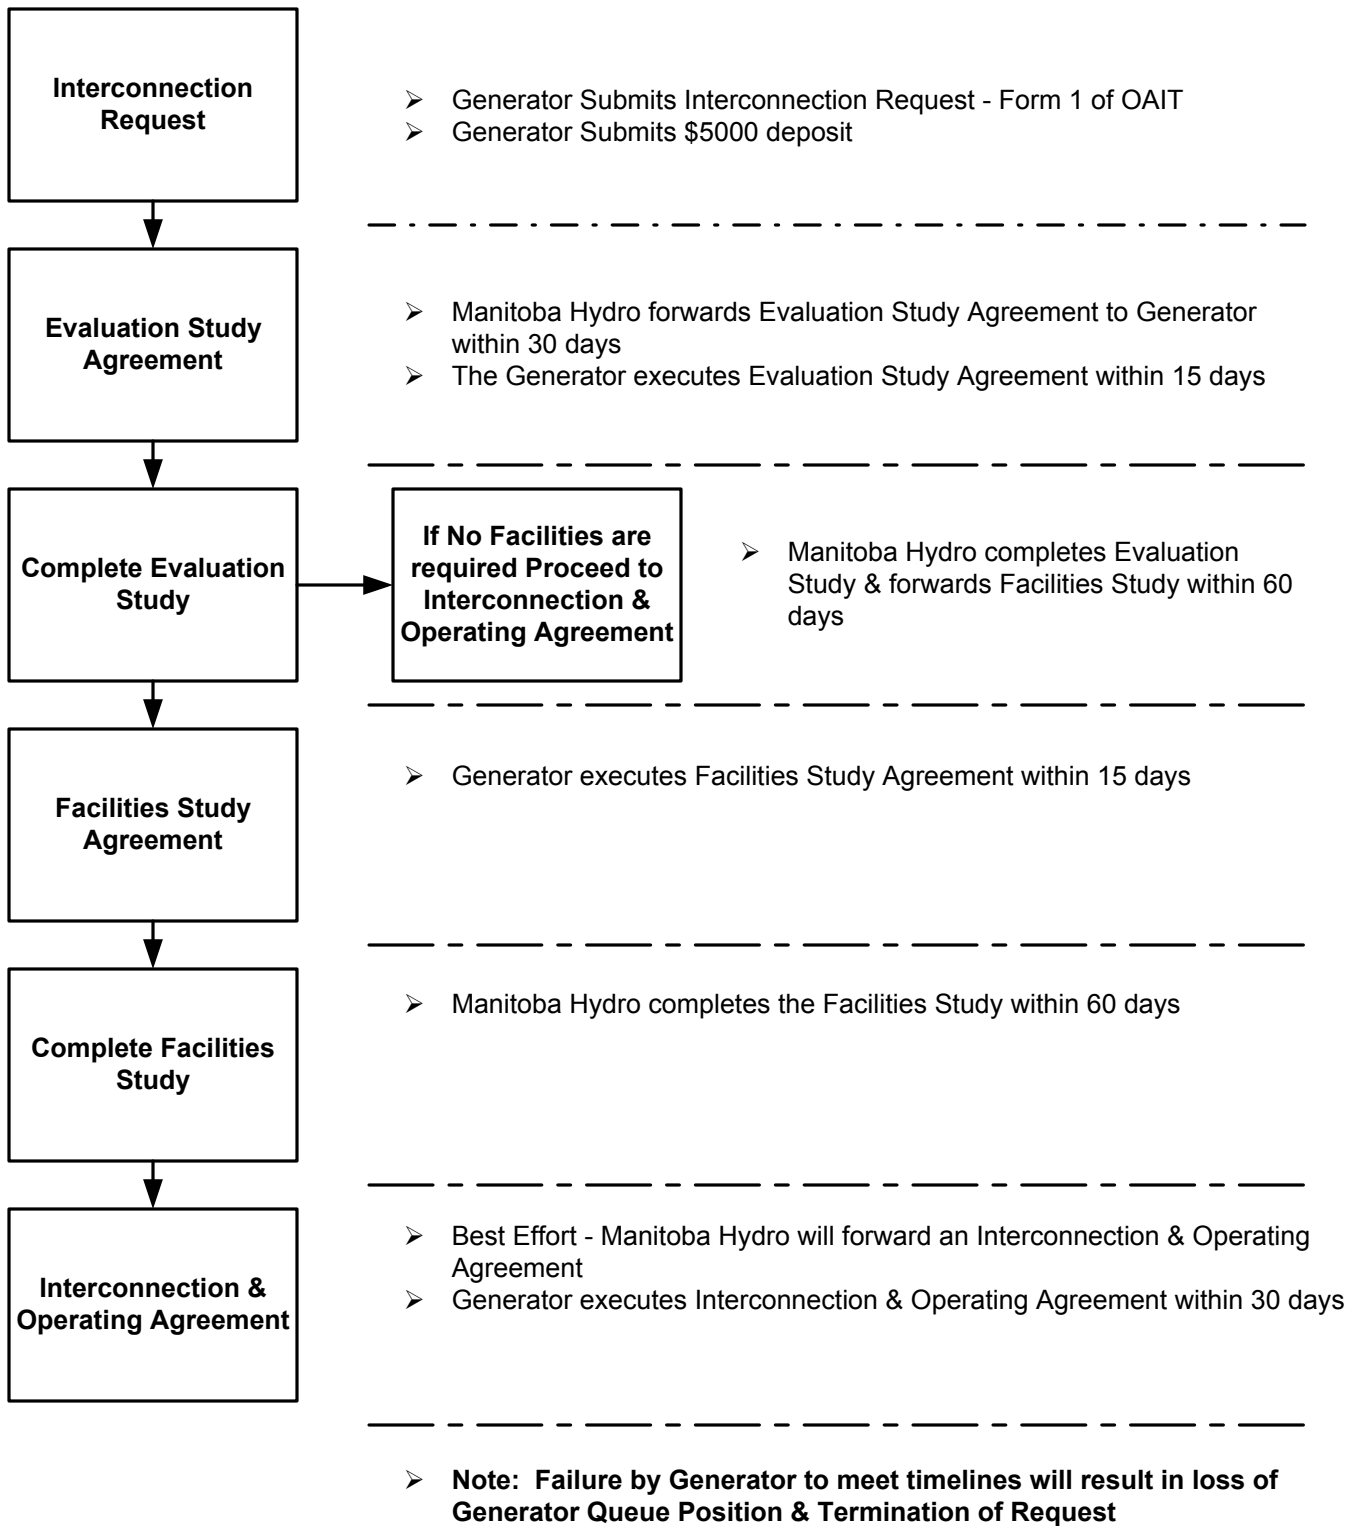 Interconnection
Request
➢ Generator Submits Interconnection Request - Form 1 of OAIT
➢ Generator Submits $5000 deposit
Evaluation Study
Agreement
➢ Manitoba Hydro forwards Evaluation Study Agreement to Generator
within 30 days
➢ The Generator executes Evaluation Study Agreement within 15 days
Complete Evaluation
Study
If No Facilities are
required Proceed to
Interconnection &
Operating Agreement
➢ Manitoba Hydro completes Evaluation
Study & forwards Facilities Study within 60
days
Facilities Study
Agreement
➢ Generator executes Facilities Study Agreement within 15 days
Complete Facilities
Study
➢ Manitoba Hydro completes the Facilities Study within 60 days
Interconnection &
Operating Agreement
➢ Best Effort - Manitoba Hydro will forward an Interconnection & Operating
Agreement
➢ Generator executes Interconnection & Operating Agreement within 30 days
➢ Note: Failure by Generator to meet timelines will result in loss of
Generator Queue Position & Termination of Request